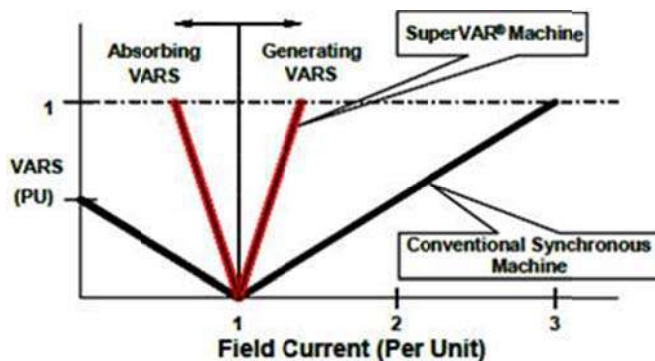 Absorbing
VARS
Generating
VARS
SuperVAR® Machine
1
VARS
(PU)
Conventional Synchronous
Machine
1
2
3
Field Current (Per Unit)